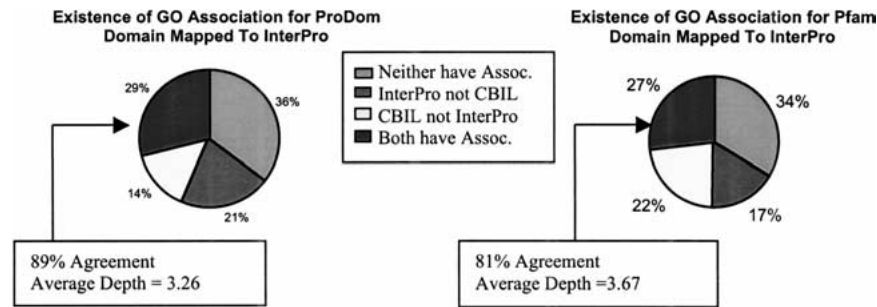 Existence of GO Association for ProDom
Domain Mapped To InterPro
29%
36%
14%
21%
89% Agreement
Average Depth = 3.26
Neither have Assoc.
InterPro not CBIL
CBIL not InterPro
Both have Assoc.
Existence of GO Association for Pfam
Domain Mapped To InterPro
27%
34%
22%
17%
81% Agreement
Average Depth =3.67